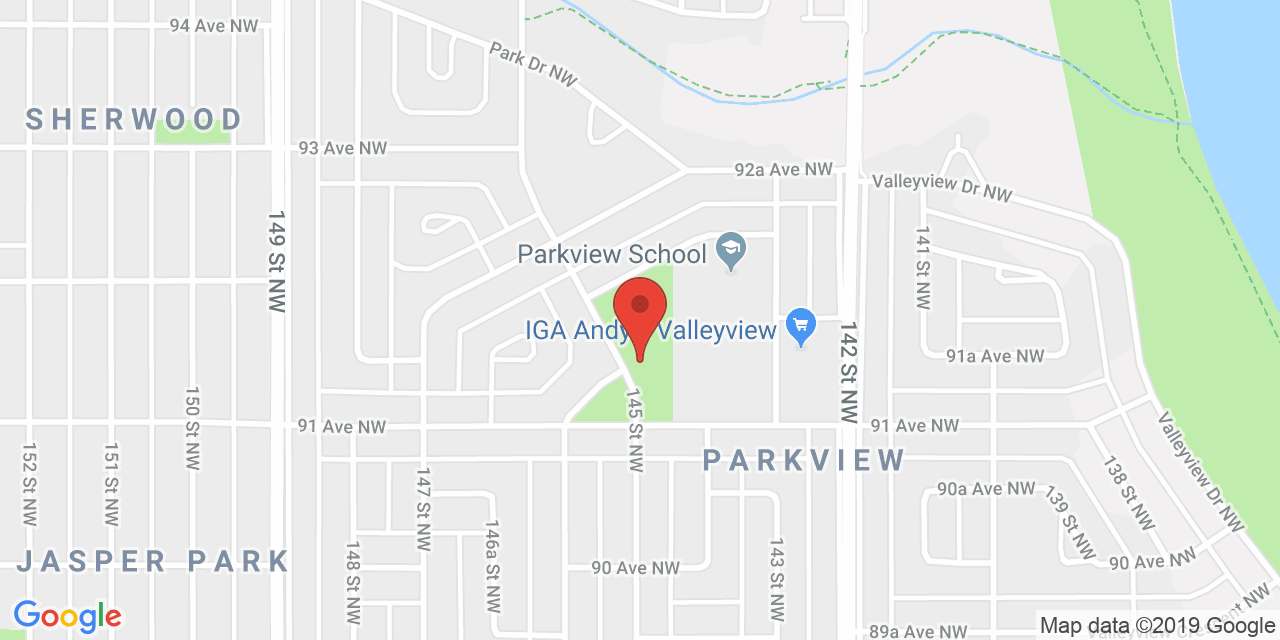 94 Ave NW
Park Dr NW
SHERWOOD
93 Ave NW
92a Ave NW
Valleyview Dr NW
149 St NW
141 St NW
Parkview School
IGA Andy Valleyview
142 St NW
91a Ave NW
150 St NW
145 St NW
91 Ave NW
91 Ave NW
152 St NW
151 St NW
147 St NW
PARKVIEW
Valleyview Dr NW
138 St NW
90a Ave NW
139 St NW
146a St NW
148 St NW
143 St NW
JASPER PARK
90 Ave NW
90 Ave NW
Google
89a Ave NW
Map data ©2019 Google